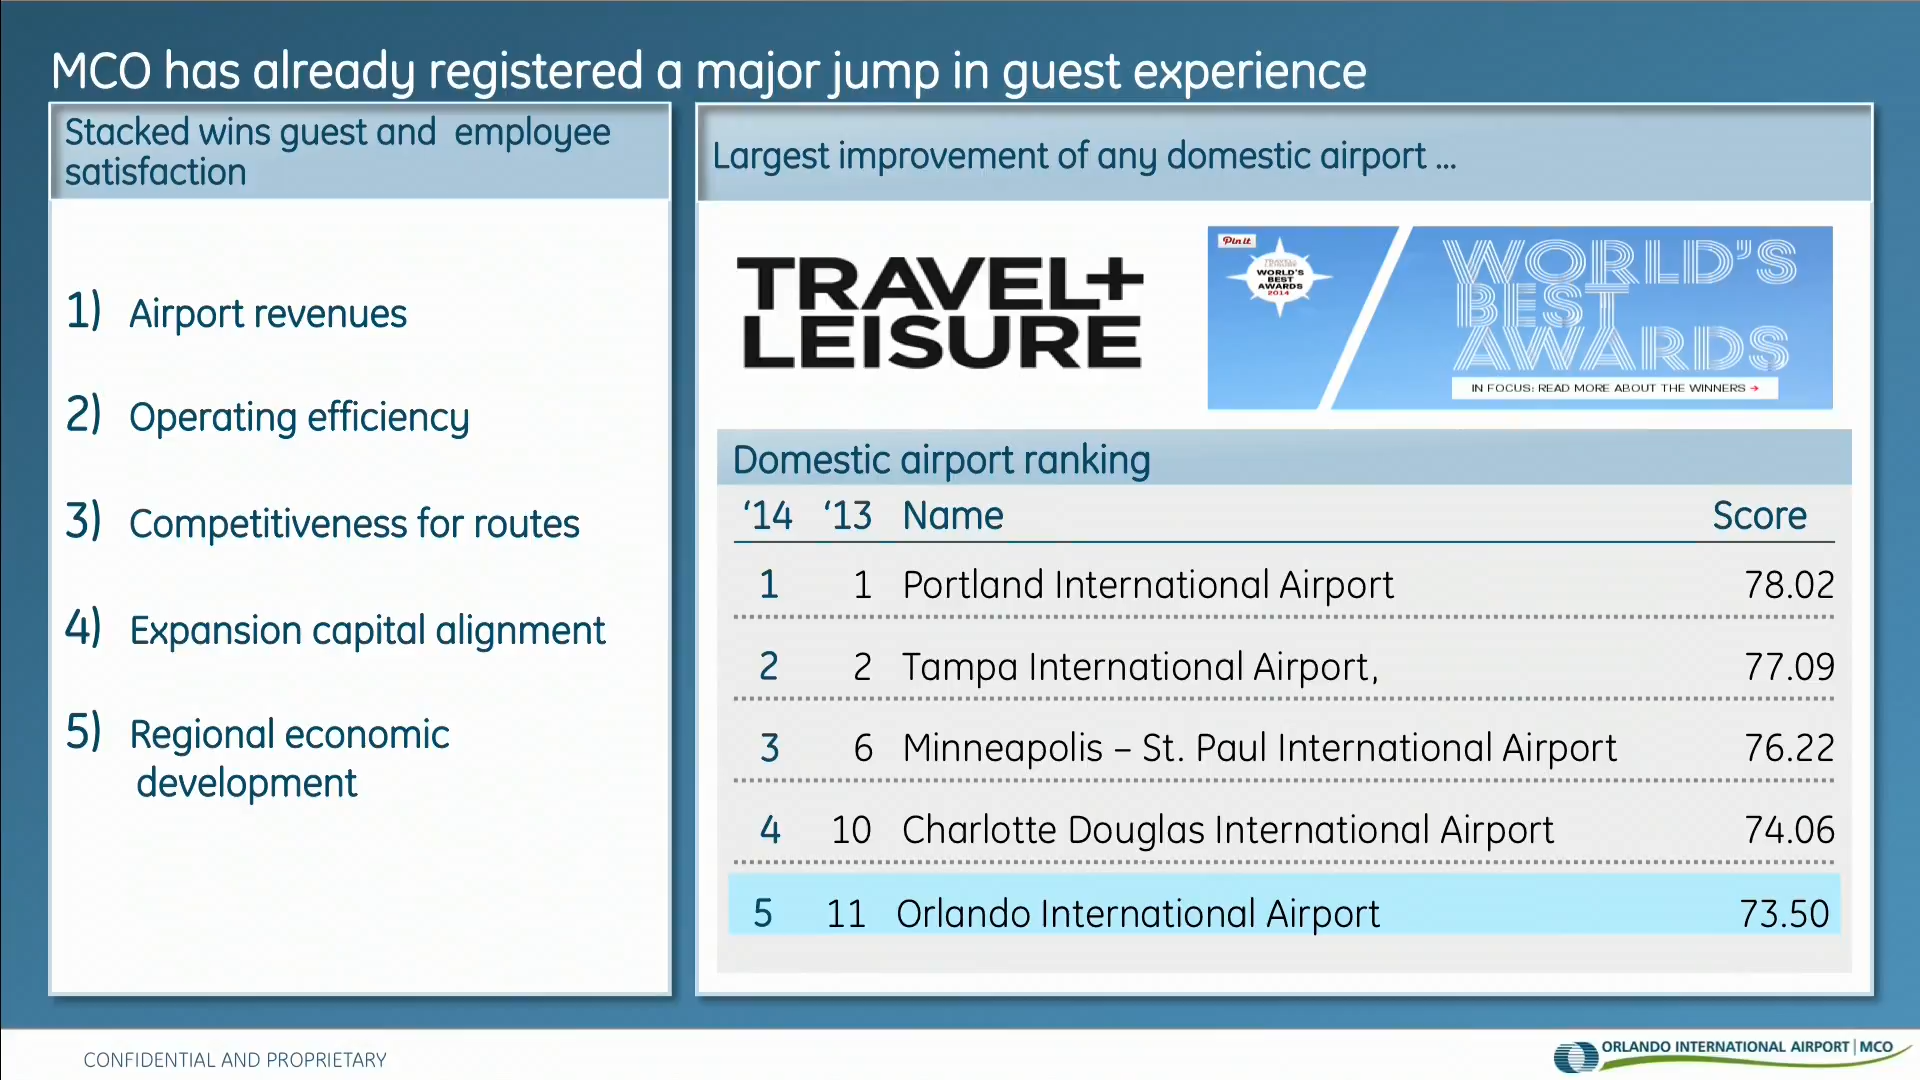 MCO has already registered a major jump in guest experience
Stacked wins guest and employee
satisfaction
1) Airport revenues
2) Operating efficiency
3) Competitiveness for routes
4) Expansion capital alignment
5) Regional economic
development
Largest improvement of any domestic airport ...
TRAVEL+
LEISURE
Pin it
TRAVEL+
LEISURE
WORLD'S
BEST
AWARDS
2014
WORLD'S
BEST
AWARDS
IN FOCUS: READ MORE ABOUT THE WINNERS →
Domestic airport ranking
‘14 ‘13 Name Score
1 1 Portland International Airport 78.02
2 2 Tampa International Airport, 77.09
3 6 Minneapolis – St. Paul International Airport 76.22
4 10 Charlotte Douglas International Airport 74.06
5 11 Orlando International Airport 73.50
CONFIDENTIAL AND PROPRIETARY
ORLANDO INTERNATIONAL AIRPORT | MCO